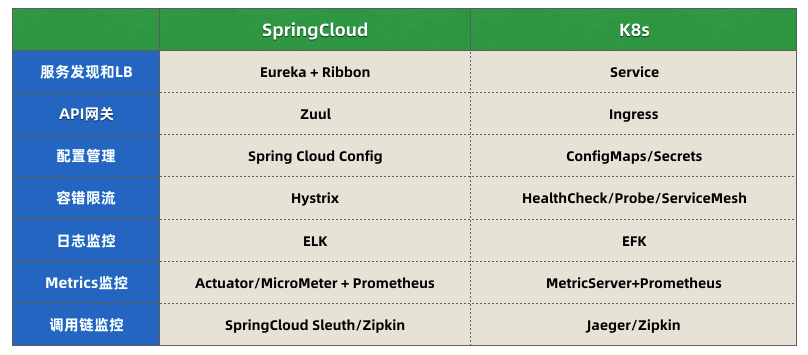 SpringCloud K8s
服务发现和LB Eureka + Ribbon Service
API网关 Zuul Ingress
配置管理 Spring Cloud Config ConfigMaps/Secrets
容错限流 Hystrix HealthCheck/Probe/ServiceMesh
日志监控 ELK EFK
Metrics监控 Actuator/MicroMeter + Prometheus MetricServer+Prometheus
调用链监控 SpringCloud Sleuth/Zipkin Jaeger/Zipkin